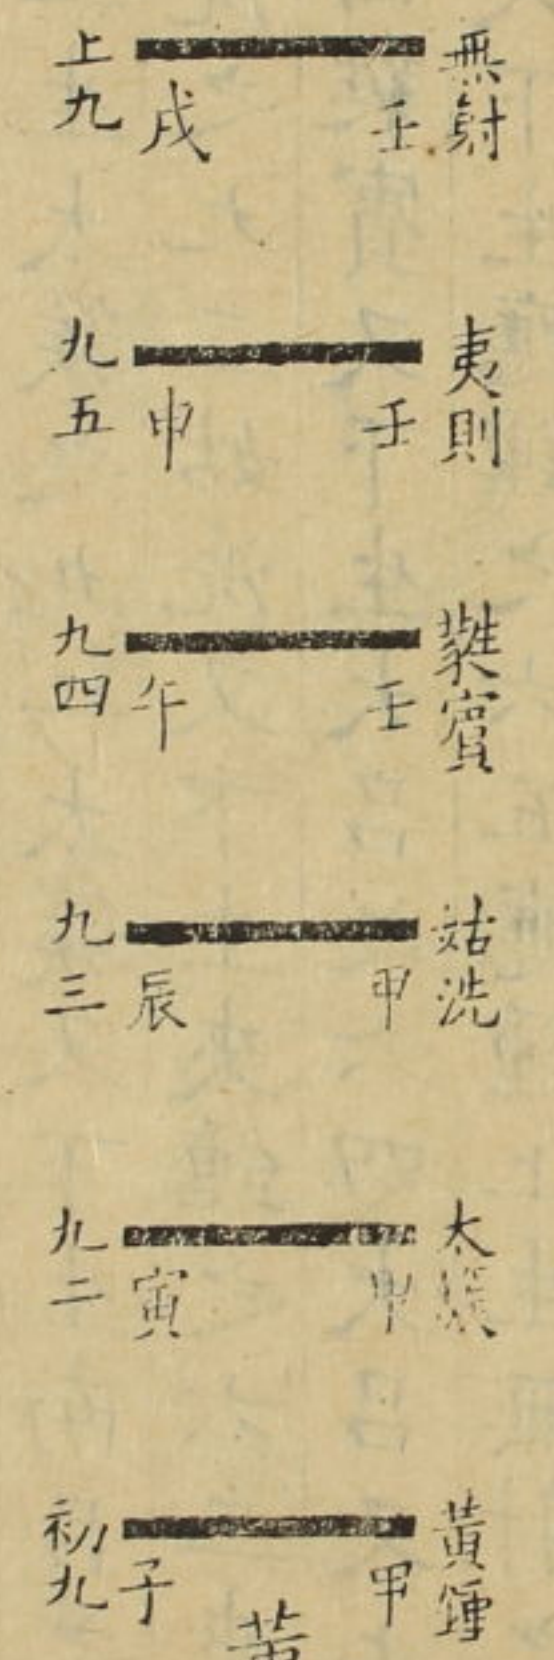 無射
壬 戌
上九
夷則
壬 申
九五
蕤賓
壬 午
九四
姑洗
甲 辰
九三
太簇
甲 寅
九二
黃鍾
甲 子
初九
黃